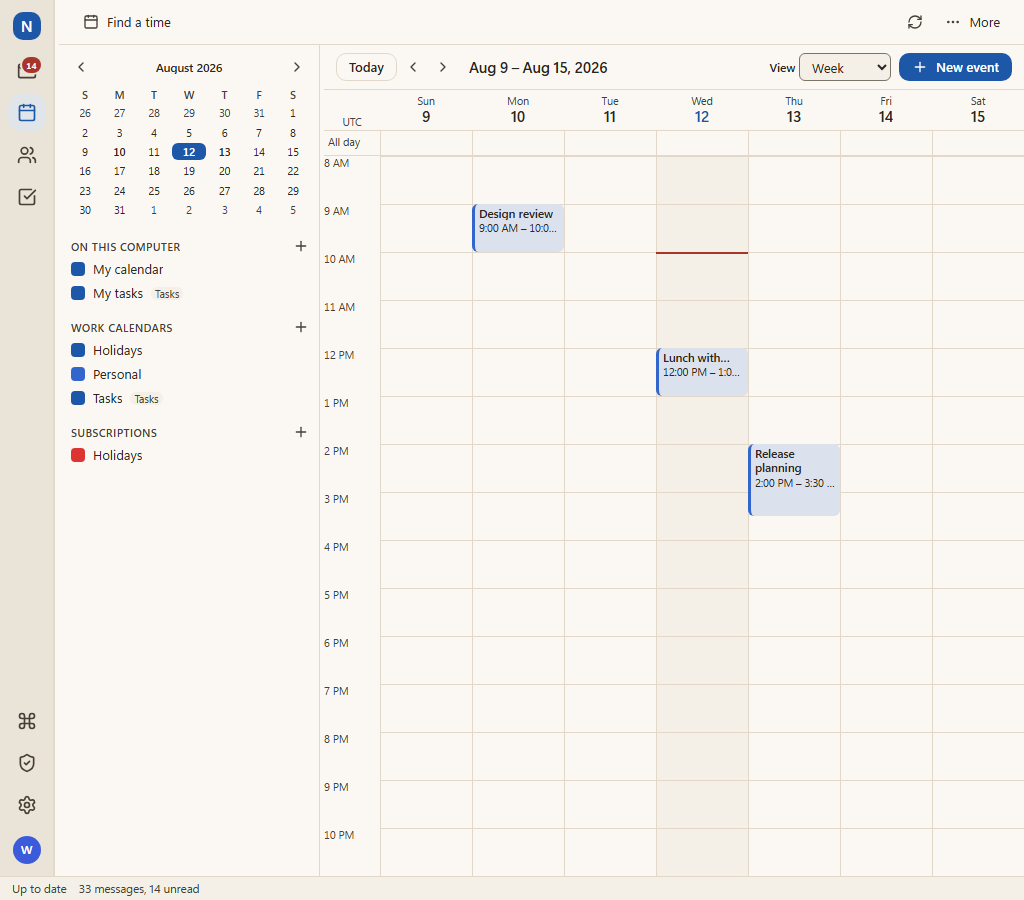 N
Find a time
More
14
August 2026
Today
Aug 9 – Aug 15, 2026
View
Week
New event
S M T W T F S
26 27 28 29 30 31 1
2 3 4 5 6 7 8
9 10 11 12 13 14 15
16 17 18 19 20 21 22
23 24 25 26 27 28 29
30 31 1 2 3 4 5
ON THIS COMPUTER
My calendar
My tasks Tasks
WORK CALENDARS
Holidays
Personal
Tasks Tasks
SUBSCRIPTIONS
Holidays
UTC
Sun Mon Tue Wed Thu Fri Sat
9 10 11 12 13 14 15
All day
8 AM
9 AM
Design review
9:00 AM – 10:0...
10 AM
11 AM
12 PM
Lunch with...
12:00 PM – 1:0...
1 PM
2 PM
Release
planning
2:00 PM – 3:30 ...
3 PM
4 PM
5 PM
6 PM
7 PM
8 PM
9 PM
10 PM
W
Up to date 33 messages, 14 unread